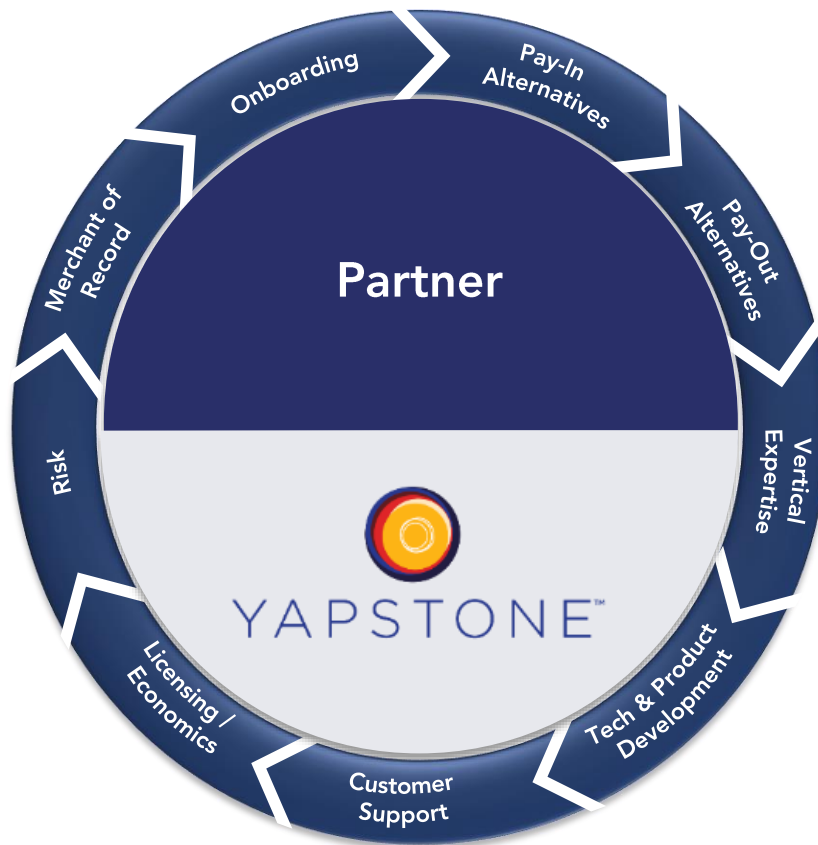 Onboarding
Pay-In
Alternatives
Pay-Out
Alternatives
Vertical
Expertise
Tech & Product
Development
Customer
Support
Licensing /
Economics
Risk
Merchant of
Record
Partner
YAPSTONE™